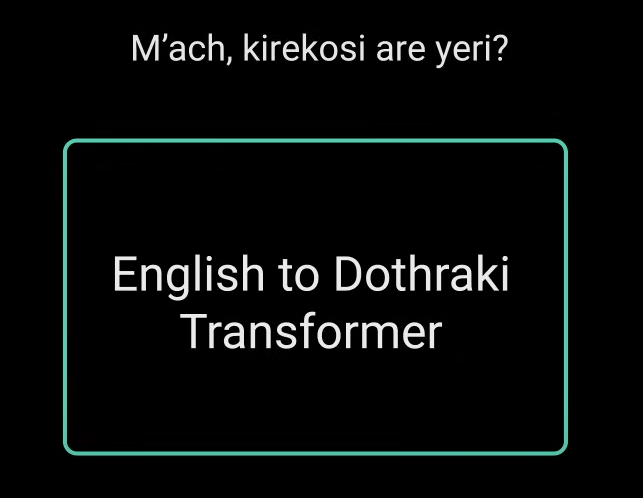 M’ach, kirekosi are yeri?
English to Dothraki
Transformer